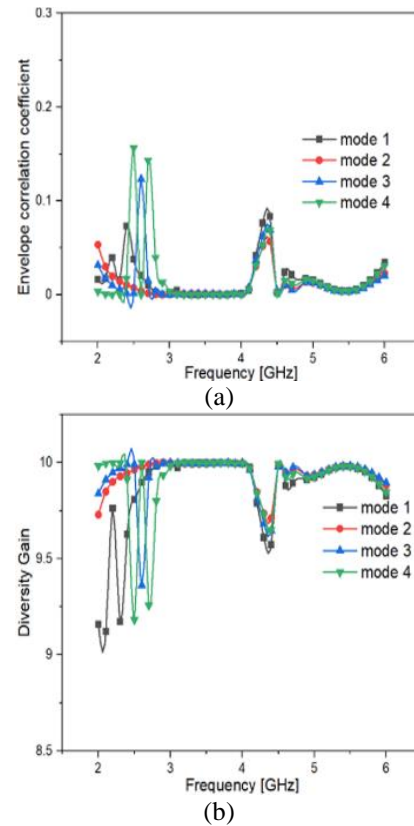 Envelope correlation coefficient
0.3
0.2
0.1
0
mode 1
mode 2
mode 3
mode 4
2 3 4 5 6
Frequency [GHz]
(a)
Diversity Gain
10
9.5
9
8.5
mode 1
mode 2
mode 3
mode 4
2 3 4 5 6
Frequency [GHz]
(b)